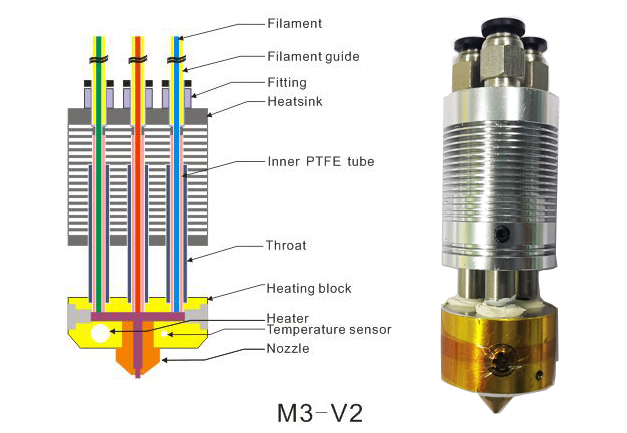 Filament
Filament guide
Fitting
Heatsink
Inner PTFE tube
Throat
Heating block
Heater
Temperature sensor
Nozzle
M3-V2